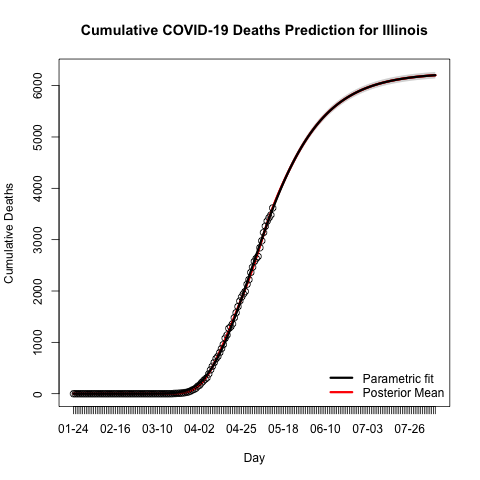 Cumulative COVID-19 Deaths Prediction for Illinois
Cumulative Deaths
6000
5000
4000
3000
2000
1000
0
Parametric fit
Posterior Mean
01-24 02-16 03-10 04-02 04-25 05-18 06-10 07-03 07-26
Day